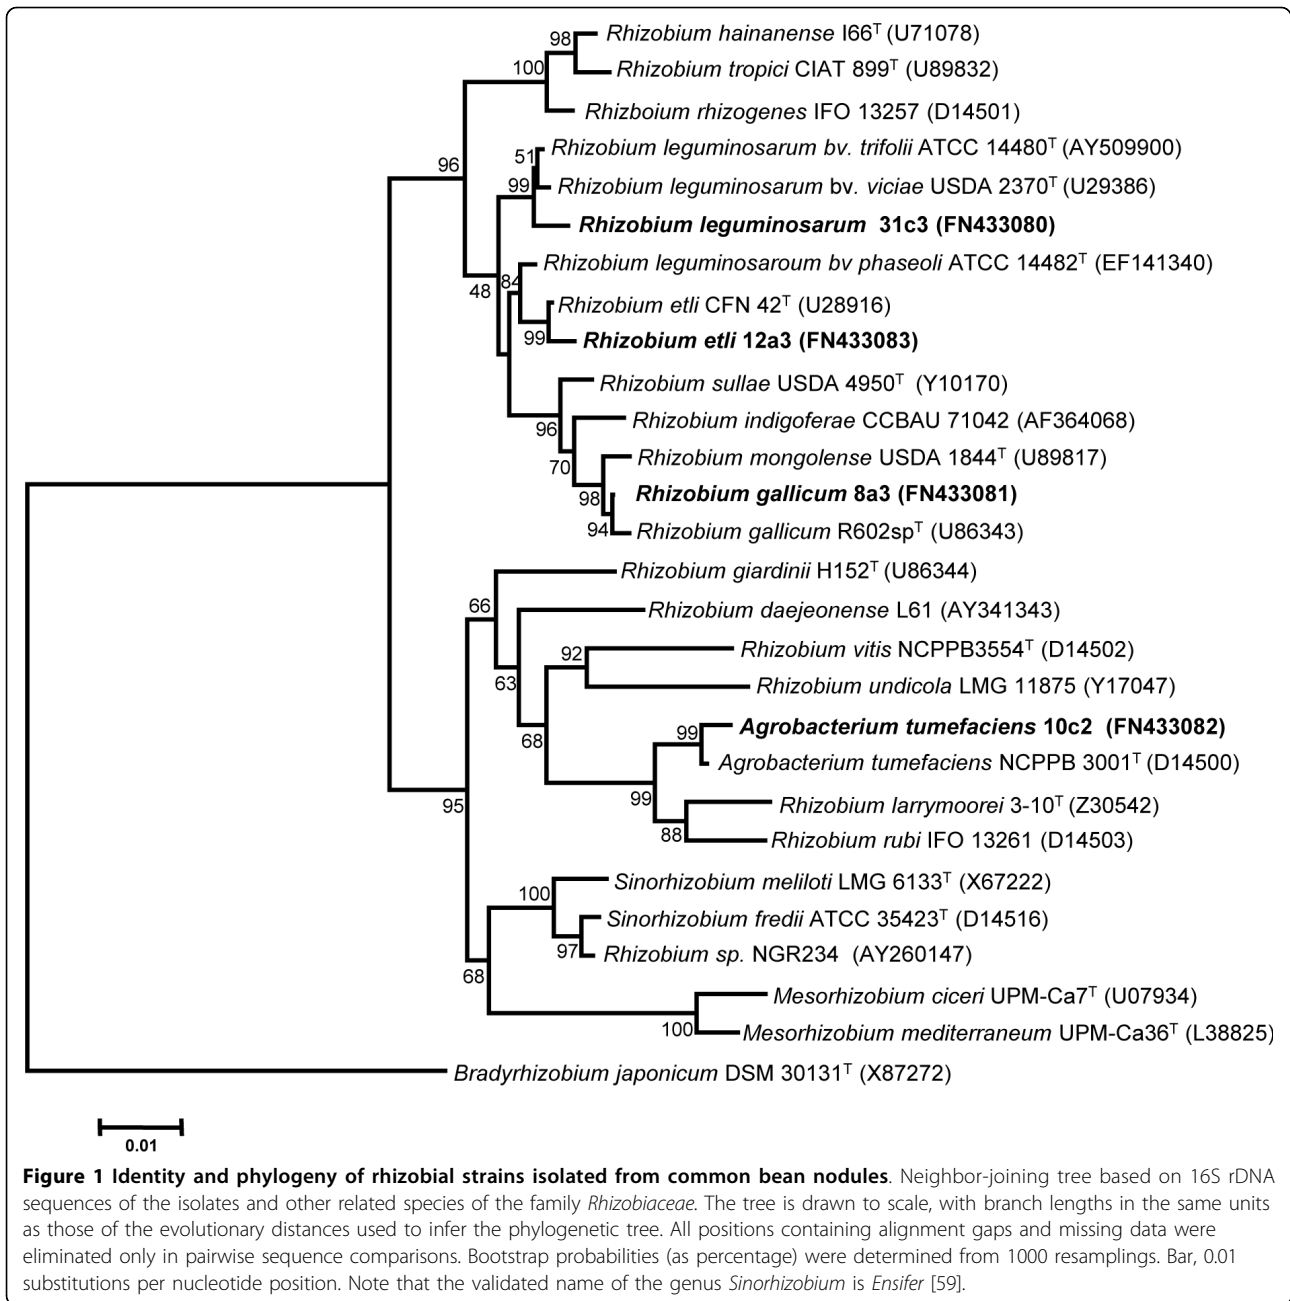 98
Rhizobium hainanense I66T (U71078)
100
Rhizobium tropici CIAT 899T (U89832)
Rhizboium rhizogenes IFO 13257 (D14501)
51
Rhizobium leguminosarum bv. trifolii ATCC 14480T (AY509900)
96
99
Rhizobium leguminosarum bv. viciae USDA 2370T (U29386)
Rhizobium leguminosarum 31c3 (FN433080)
Rhizobium leguminosaroum bv phaseoli ATCC 14482T (EF141340)
48
84
Rhizobium etli CFN 42T (U28916)
99
Rhizobium etli 12a3 (FN433083)
Rhizobium sullae USDA 4950T (Y10170)
96
Rhizobium indigoferae CCBAU 71042 (AF364068)
70
Rhizobium mongolense USDA 1844T (U89817)
98
Rhizobium gallicum 8a3 (FN433081)
94
Rhizobium gallicum R602spT (U86343)
Rhizobium giardinii H152T (U86344)
66
Rhizobium daejeonense L61 (AY341343)
92
Rhizobium vitis NCPPB3554T (D14502)
63
Rhizobium undicola LMG 11875 (Y17047)
68
99
Agrobacterium tumefaciens 10c2 (FN433082)
Agrobacterium tumefaciens NCPPB 3001T (D14500)
95
99
Rhizobium larrymoorei 3-10T (Z30542)
88
Rhizobium rubi IFO 13261 (D14503)
100
Sinorhizobium meliloti LMG 6133T (X67222)
Sinorhizobium fredii ATCC 35423T (D14516)
97
Rhizobium sp. NGR234 (AY260147)
68
Mesorhizobium ciceri UPM-Ca7T (U07934)
100
Mesorhizobium mediterraneum UPM-Ca36T (L38825)
Bradyrhizobium japonicum DSM 30131T (X87272)
0.01
Figure 1 Identity and phylogeny of rhizobial strains isolated from common bean nodules. Neighbor-joining tree based on 16S rDNA
sequences of the isolates and other related species of the family Rhizobiaceae. The tree is drawn to scale, with branch lengths in the same units
as those of the evolutionary distances used to infer the phylogenetic tree. All positions containing alignment gaps and missing data were
eliminated only in pairwise sequence comparisons. Bootstrap probabilities (as percentage) were determined from 1000 resamplings. Bar, 0.01
substitutions per nucleotide position. Note that the validated name of the genus Sinorhizobium is Ensifer [59].